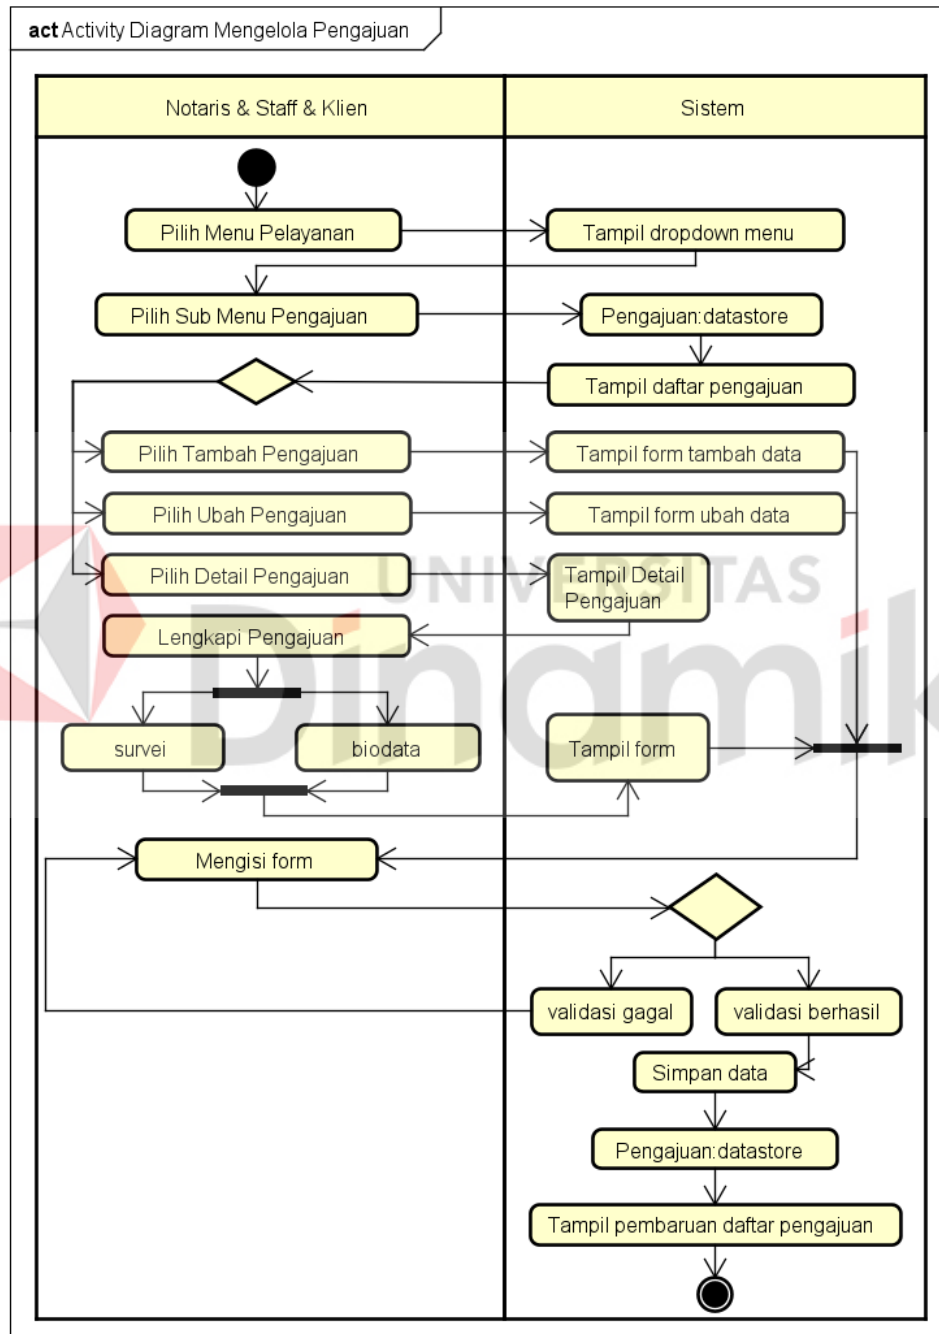 act Activity Diagram Mengelola Pengajuan
Notaris & Staff & Klien
Sistem
Pilih Menu Pelayanan
Tampil dropdown menu
Pilih Sub Menu Pengajuan
Pengajuan:datastore
Tampil daftar pengajuan
Pilih Tambah Pengajuan
Tampil form tambah data
Pilih Ubah Pengajuan
Tampil form ubah data
Pilih Detail Pengajuan
Tampil Detail
Pengajuan
UNIVERSITAS
Dinamik
Lengkapi Pengajuan
survei
biodata
Tampil form
Mengisi form
validasi gagal
validasi berhasil
Simpan data
Pengajuan:datastore
Tampil pembaruan daftar pengajuan